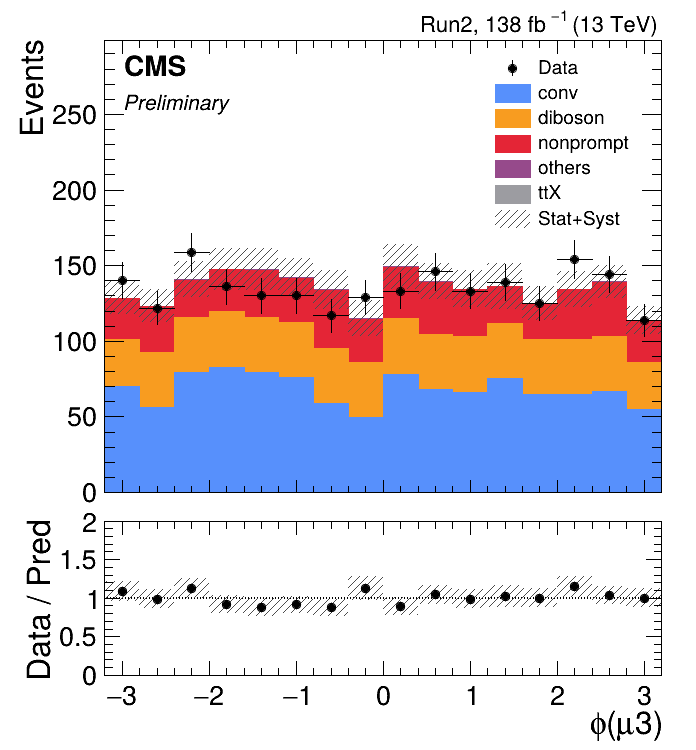 Run2, 138 fb⁻¹ (13 TeV)
CMS
Preliminary
Events
Data
conv
diboson
nonprompt
others
ttX
Stat+Syst
250
200
150
100
50
0
Data / Pred
2
1.5
1
0.5
0
−3 −2 −1 0 1 2 3
ϕ(μ3)